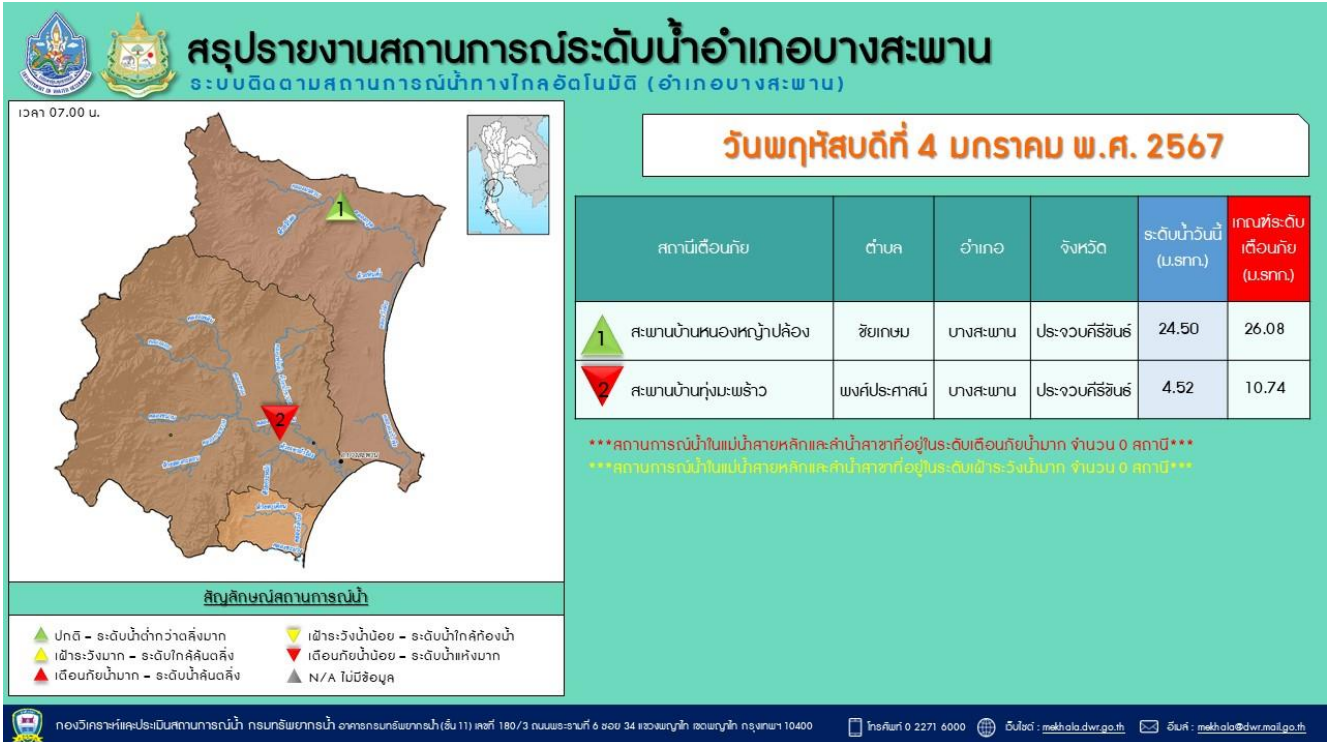 สรุปรายงานสถานการณ์ระดับน้ำอำเภอบางสะพาน
ระบบติดตามสถานการณ์น้ำทางไกลอัตโนมัติ (อำเภอบางสะพาน)
เวลา 07.00 น.
1
2
วันพฤหัสบดีที่ 4 มกราคม พ.ศ. 2567
สถานีเตือนภัย ตำบล อำเภอ จังหวัด ระดับน้ำวันนี้ (ม.รทก.) เกณฑ์ระดับเตือนภัย (ม.รทก.)
1 สะพานบ้านหนองหญ้าปล้อง ชัยเกษม บางสะพาน ประจวบคีรีขันธ์ 24.50 26.08
2 สะพานบ้านทุ่งมะพร้าว พงศ์ประศาสน์ บางสะพาน ประจวบคีรีขันธ์ 4.52 10.74
***สถานการณ์น้ำในแม่น้ำสายหลักและลำน้ำสาขาที่อยู่ในระดับเตือนภัยน้ำมาก จำนวน 0 สถานี***
***สถานการณ์น้ำในแม่น้ำสายหลักและลำน้ำสาขาที่อยู่ในระดับเฝ้าระวังน้ำมาก จำนวน 0 สถานี***
สัญลักษณ์สถานการณ์น้ำ
ปกติ - ระดับน้ำต่ำกว่าตลิ่งมาก
เฝ้าระวังมาก - ระดับใกล้ล้นตลิ่ง
เตือนภัยน้ำมาก - ระดับน้ำล้นตลิ่ง
เฝ้าระวังน้ำน้อย - ระดับน้ำใกล้ท้องน้ำ
เตือนภัยน้ำน้อย - ระดับน้ำแห้งมาก
N/A ไม่มีข้อมูล
กองวิเคราะห์และประเมินสถานการณ์น้ำ กรมทรัพยากรน้ำ อาคารกรมทรัพยากรน้ำ (ชั้น 11) เลขที่ 180/3 ถนนพระรามที่ 6 ซอย 34 แขวงพญาไท เขตพญาไท กรุงเทพฯ 10400 โทรศัพท์ 0 2271 6000 เว็บไซต์ : mekhala.dwr.go.th อีเมล์ : mekhala@dwr.mail.go.th